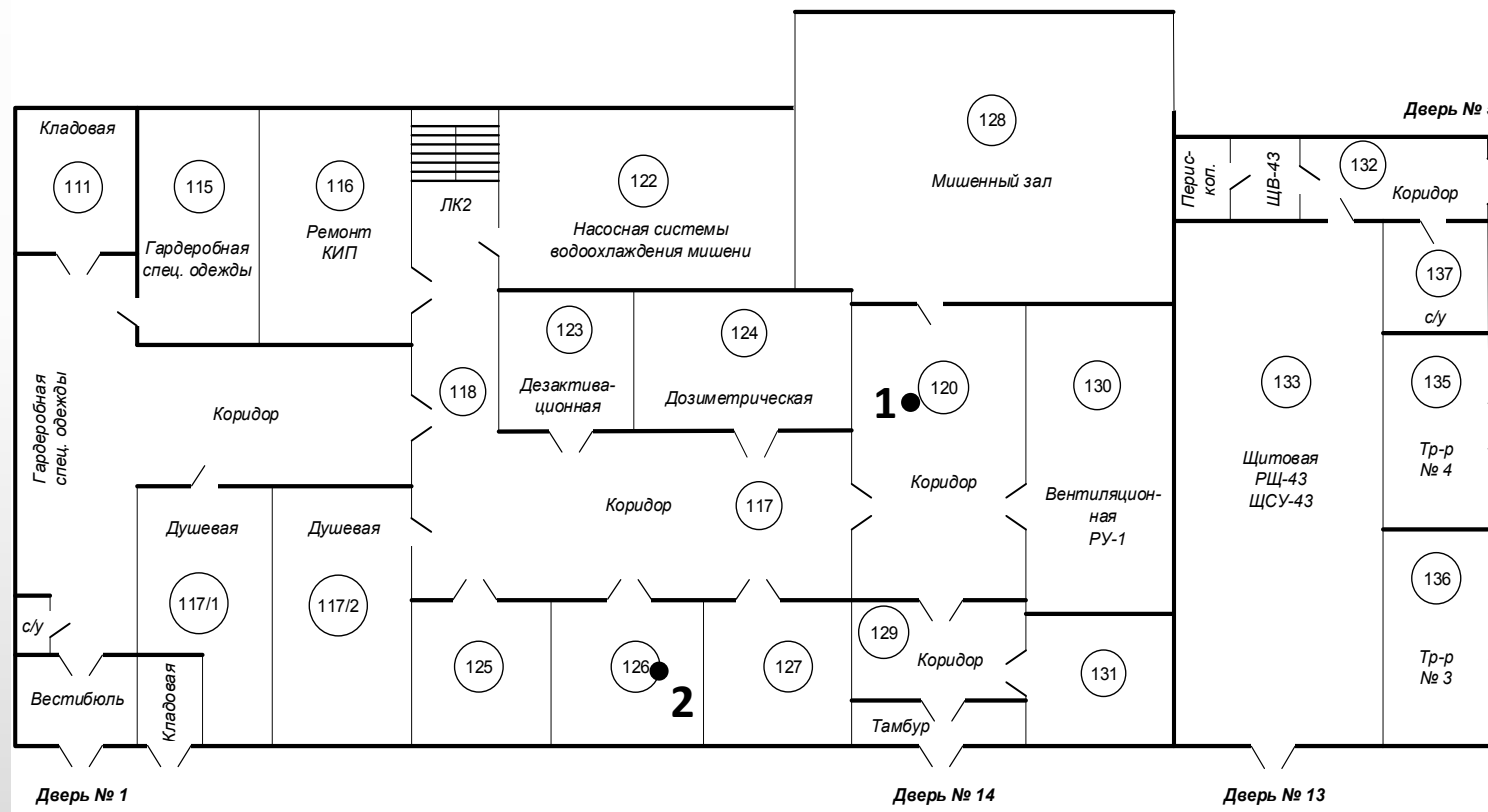 Дверь № 
Кладовая
111
115
Гардеробная
спец. одежды
116
Ремонт
КИП
ЛК2
122
Насосная системы
водоохлаждения мишени
128
Мишенный зал
Перис-
коп.
ЩВ-43
132
Коридор
137
с/у
Гардеробная
спец. одежды
Коридор
118
123
Дезактива-
ционная
124
Дозиметрическая
1
120
Коридор
130
Вентиляцион-
ная
РУ-1
133
Щитовая
РЩ-43
ЩСУ-43
135
Тр-р
№ 4
Коридор
117
Душевая
117/1
Душевая
117/2
136
Тр-р
№ 3
с/у
Вестибюль
Кладовая
125
126
2
127
129
Коридор
131
Тамбур
Дверь № 1
Дверь № 14
Дверь № 13